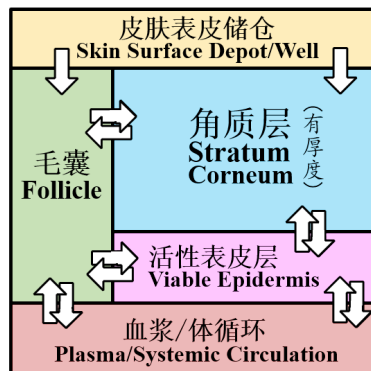 皮肤表皮储仓
Skin Surface Depot/Well
毛囊
Follicle
角质层
Stratum
Corneum
(有厚度)
活性表皮层
Viable Epidermis
血浆/体循环
Plasma/Systemic Circulation